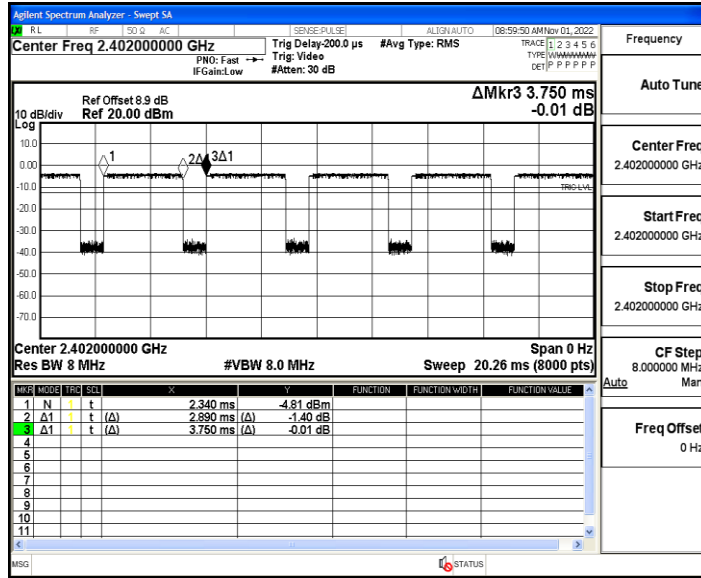 Agilent Spectrum Analyzer - Swept SA
LXI RL RF 50 Ω AC SENSE:PULSE ALIGN AUTO 08:59:50 AM Nov 01, 2022
Center Freq 2.402000000 GHz
Trig Delay-200.0 µs #Avg Type: RMS
TRACE 1 2 3 4 5 6
PNO: Fast Trig: Video
TYPE WWWWWW
IFGain:Low #Atten: 30 dB
DET P P P P P P
ΔMkr3 3.750 ms
-0.01 dB
Ref Offset 8.9 dB
10 dB/div Ref 20.00 dBm
Log
10.0
0.00
-10.0
-20.0
-30.0
-40.0
-50.0
-60.0
-70.0
1
2Δ1
3Δ1
TRIG LVL
Center 2.402000000 GHz Span 0 Hz
Res BW 8 MHz #VBW 8.0 MHz Sweep 20.26 ms (8000 pts)
MKR MODE TRC SCL X Y FUNCTION FUNCTION WIDTH FUNCTION VALUE
1 N 1 t 2.340 ms -4.81 dBm
2 Δ1 1 t (Δ) 2.890 ms (Δ) -1.40 dB
3 Δ1 1 t (Δ) 3.750 ms (Δ) -0.01 dB
4
5
6
7
8
9
10
11
MSG STATUS
Frequency
Auto Tune
Center Freq
2.402000000 GHz
Start Freq
2.402000000 GHz
Stop Freq
2.402000000 GHz
CF Step
8.000000 MHz
Auto Man
Freq Offset
0 Hz